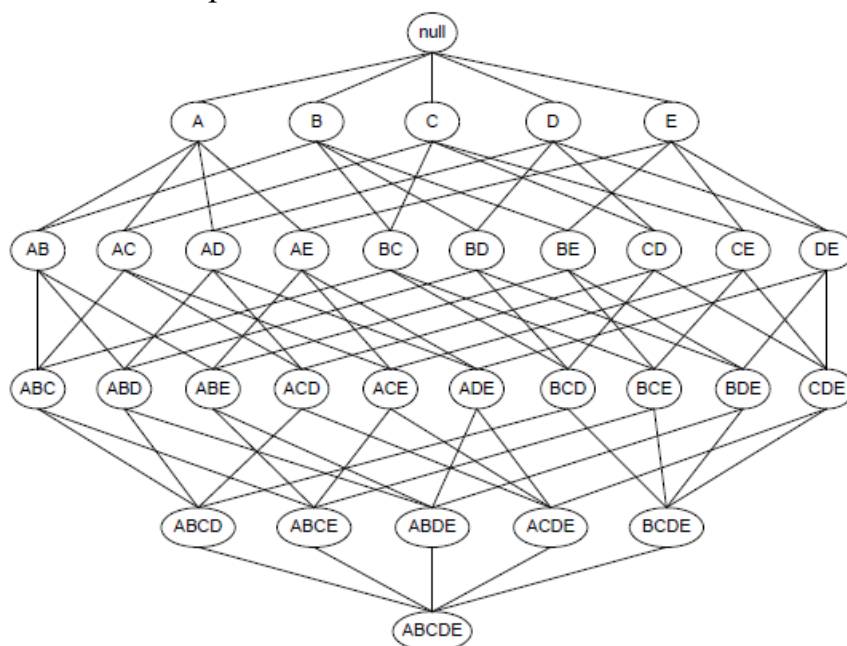 null
A B C D E
AB AC AD AE BC BD BE CD CE DE
ABC ABD ABE ACD ACE ADE BCD BCE BDE CDE
ABCD ABCE ABDE ACDE BCDE
ABCDE